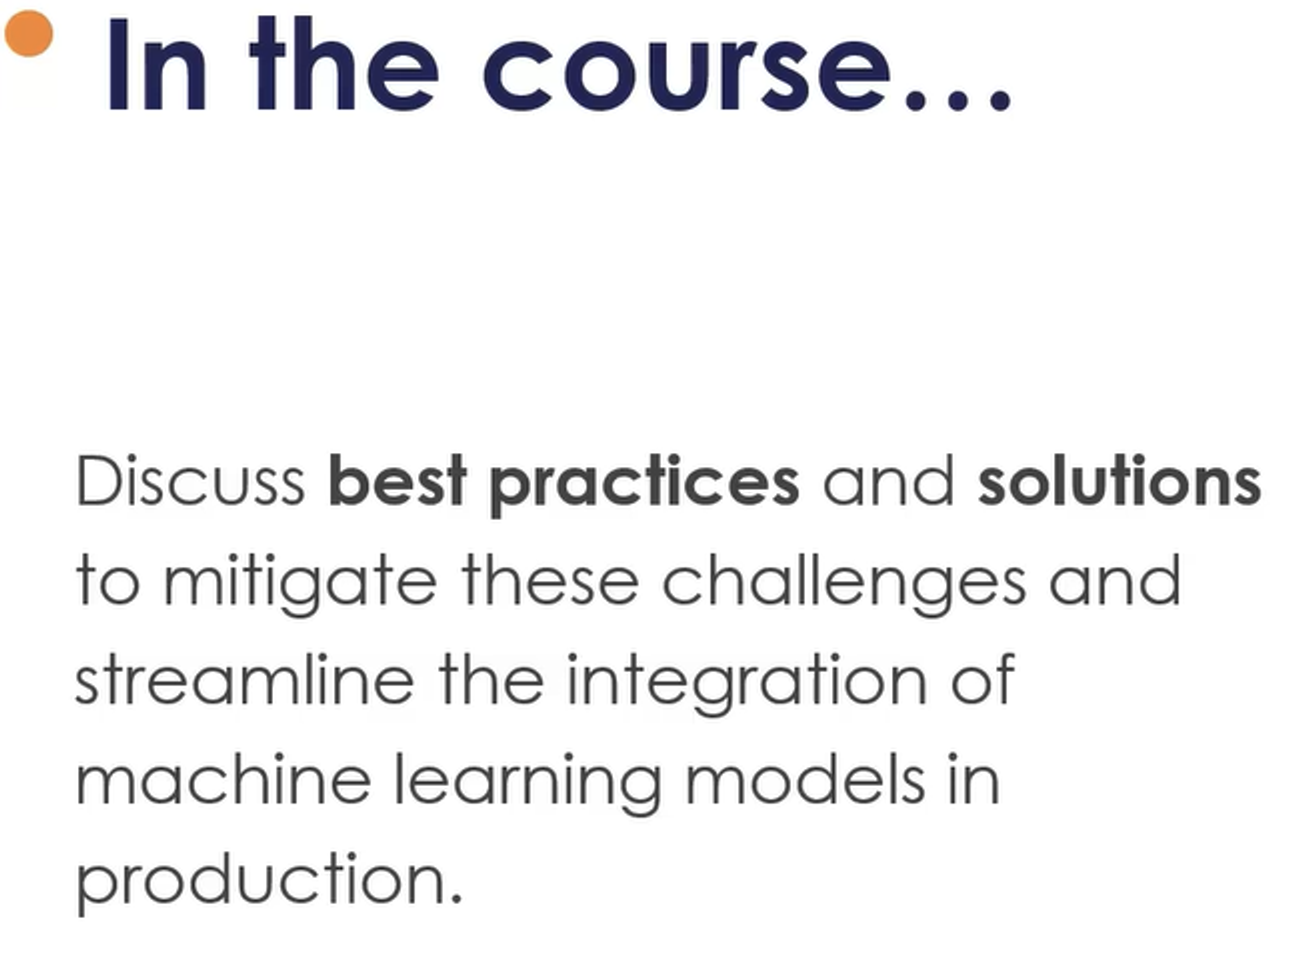 In the course...
Discuss best practices and solutions
to mitigate these challenges and
streamline the integration of
machine learning models in
production.